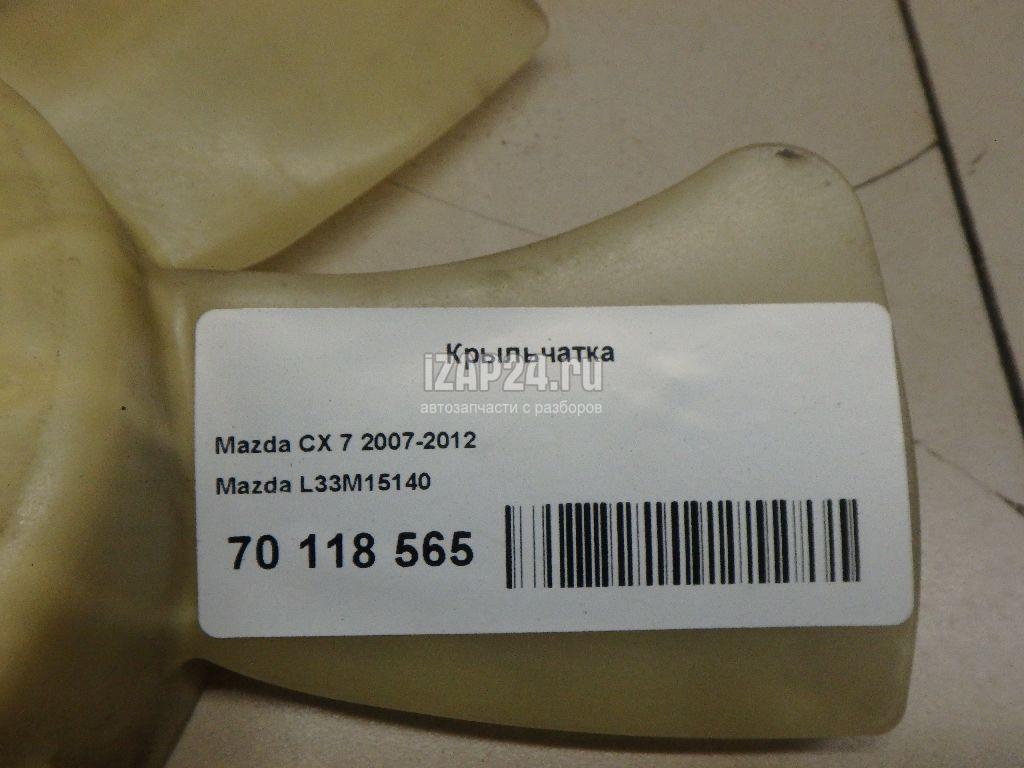 Крыльчатка
iZAP24.ru
автозапчасти с разборов
Mazda CX 7 2007-2012
Mazda L33M15140
70 118 565